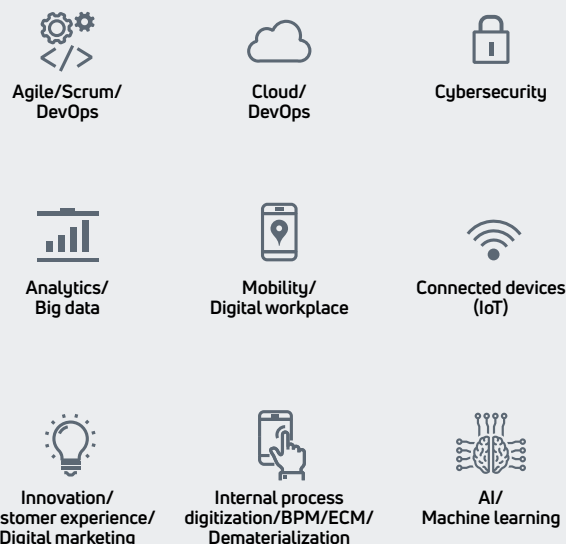 Agile/Scrum/
DevOps
Cloud/
DevOps
Cybersecurity
Analytics/
Big data
Mobility/
Digital workplace
Connected devices
(IoT)
Innovation/
stomer experience/
Digital marketing
Internal process
digitization/BPM/ECM/
Dematerialization
AI/
Machine learning